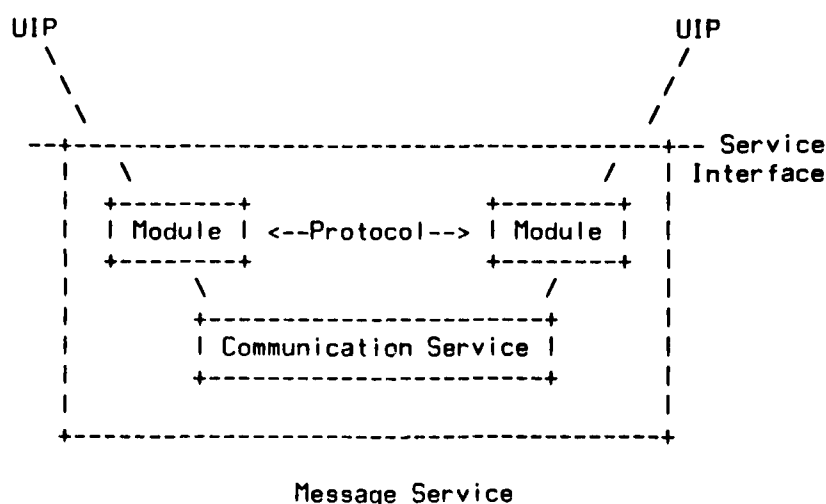 UIP UIP
Service
Interface
Module <--Protocol--> Module
Communication Service
Message Service